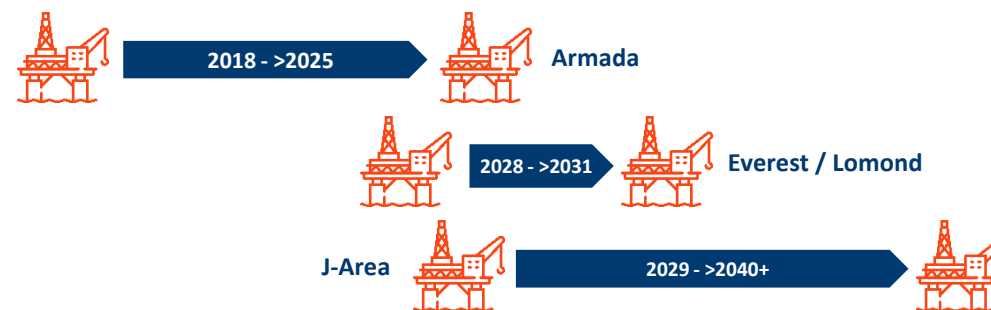 2018 - >2025
Armada
2028 - >2031
Everest / Lomond
J-Area
2029 - >2040+